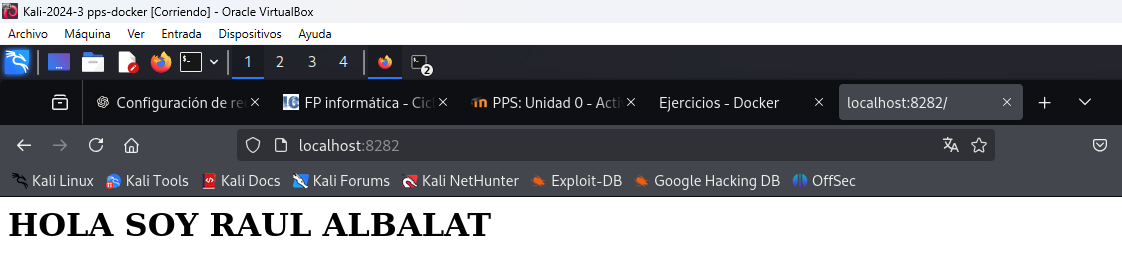 Kali-2024-3 pps-docker [Corriendo] - Oracle VirtualBox
Archivo Máquina Ver Entrada Dispositivos Ayuda
1 2 3 4 2
Configuración de re FP informática - Cicl PPS: Unidad 0 - Acti Ejercicios - Docker localhost:8282/
localhost:8282
Kali Linux Kali Tools Kali Docs Kali Forums Kali NetHunter Exploit-DB Google Hacking DB OffSec
HOLA SOY RAUL ALBALAT